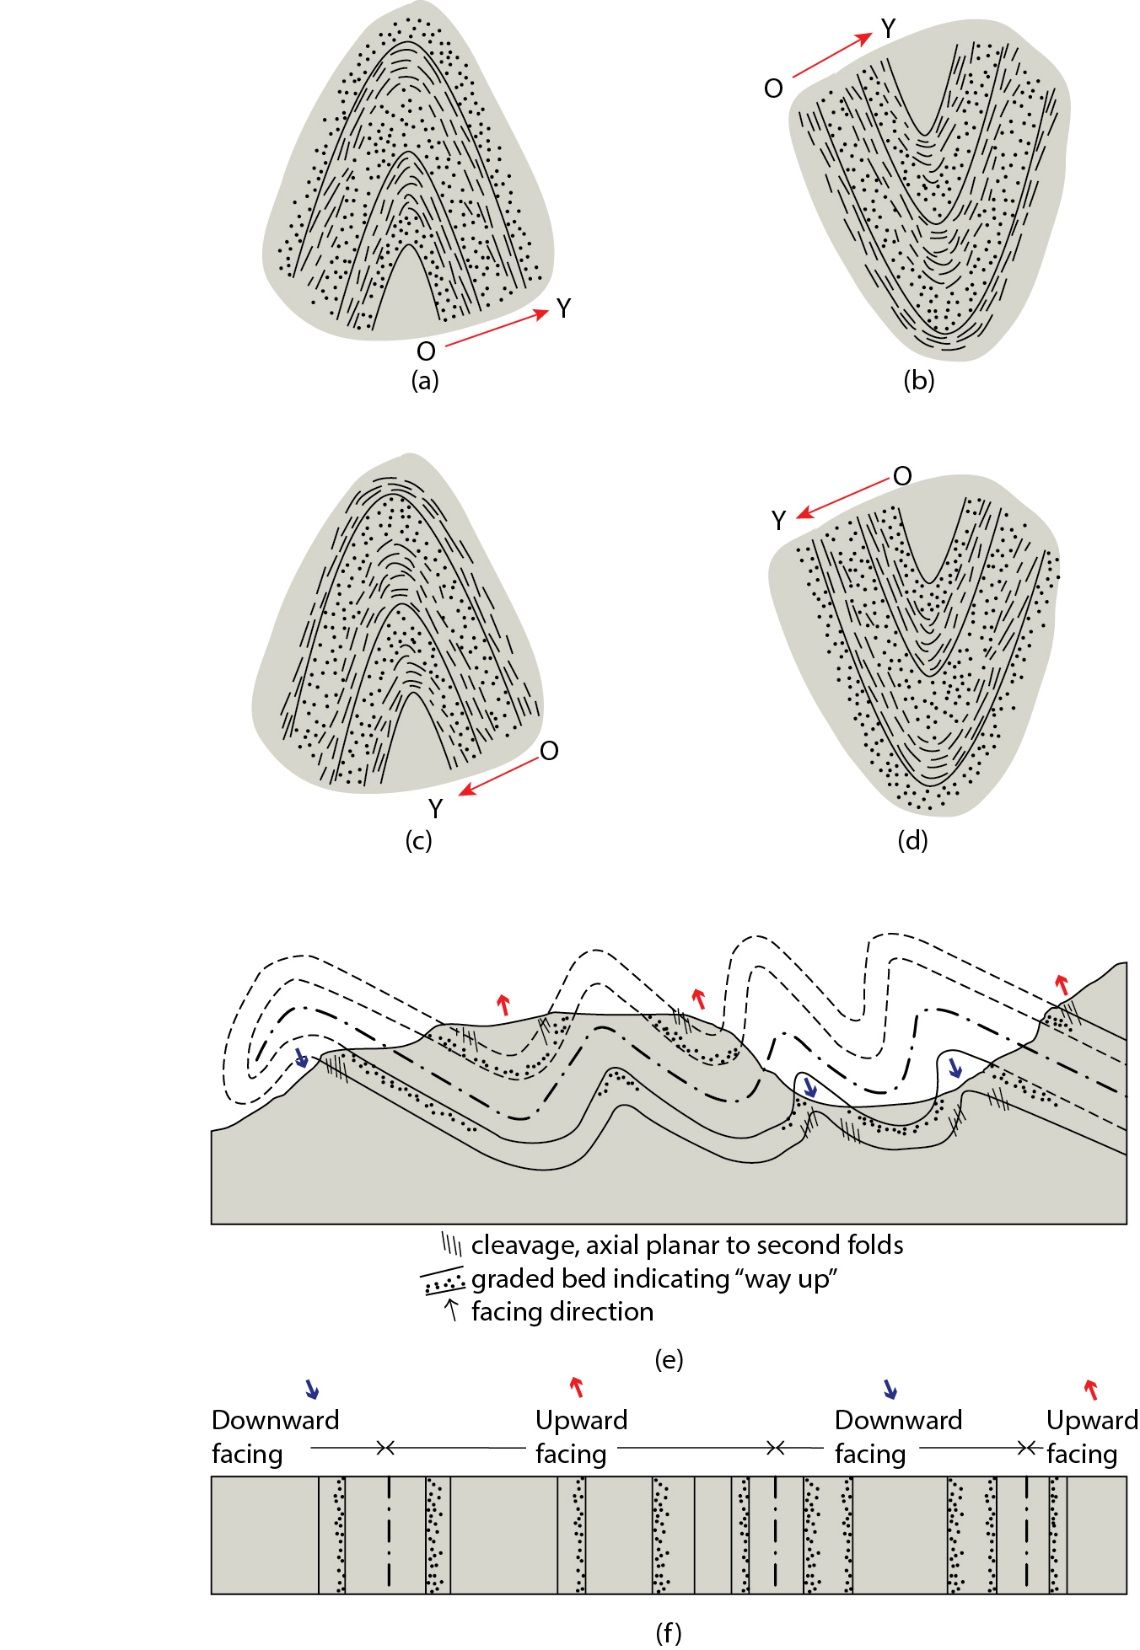 Y
O
Y
O
(a)
(b)
O
Y
O
Y
(c)
(d)
cleavage, axial planar to second folds
graded bed indicating “way up”
facing direction
(e)
Downward facing
Upward facing
Downward facing
Upward facing
(f)